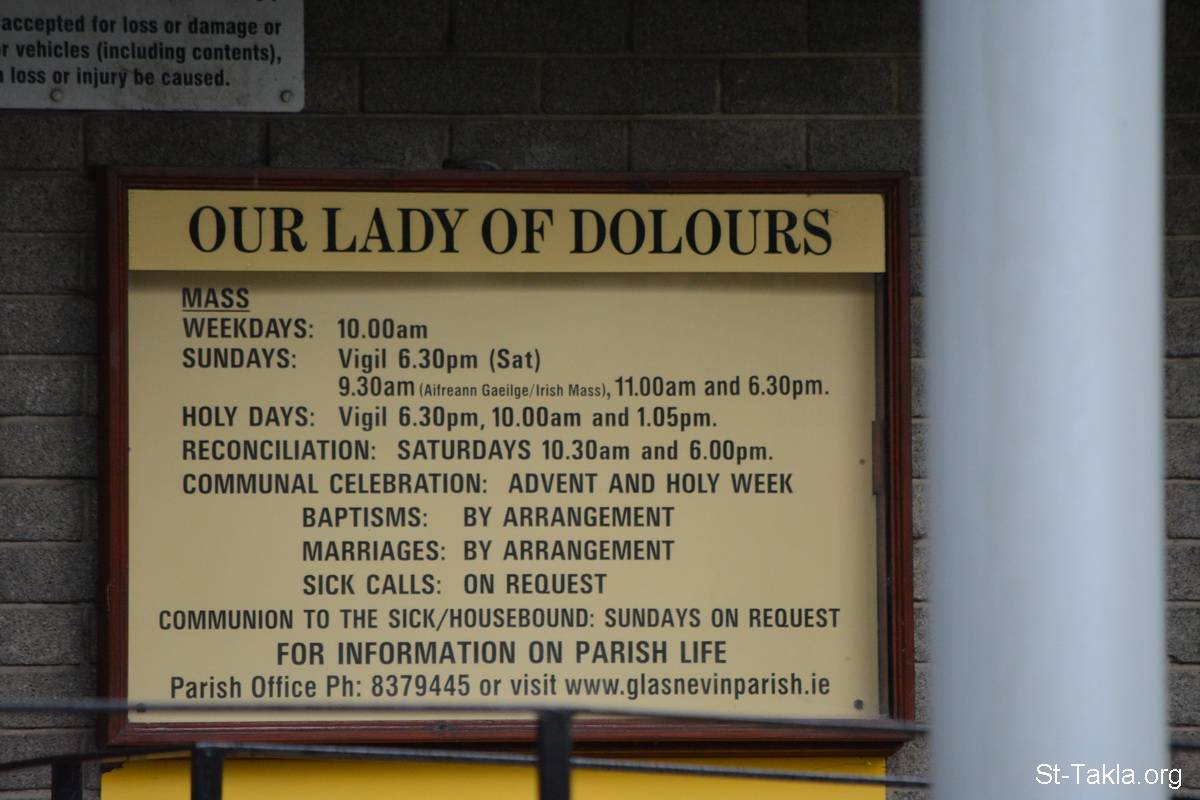 accepted for loss or damage or
vehicles (including contents),
loss or injury be caused.
OUR LADY OF DOLOURS
MASS
WEEKDAYS: 10.00am
SUNDAYS: Vigil 6.30pm (Sat)
9.30am (Aifreann Gaeilge/Irish Mass), 11.00am and 6.30pm.
HOLY DAYS: Vigil 6.30pm, 10.00am and 1.05pm.
RECONCILIATION: SATURDAYS 10.30am and 6.00pm.
COMMUNAL CELEBRATION: ADVENT AND HOLY WEEK
BAPTISMS: BY ARRANGEMENT
MARRIAGES: BY ARRANGEMENT
SICK CALLS: ON REQUEST
COMMUNION TO THE SICK/HOUSEBOUND: SUNDAYS ON REQUEST
FOR INFORMATION ON PARISH LIFE
Parish Office Ph: 8379445 or visit www.glasnevinparish.ie
St-Takla.org